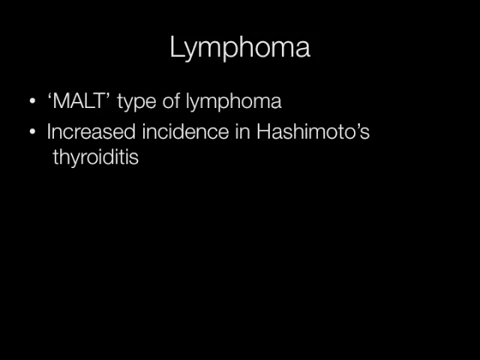 Lymphoma
• ‘MALT’ type of lymphoma
• Increased incidence in Hashimoto’s
thyroiditis